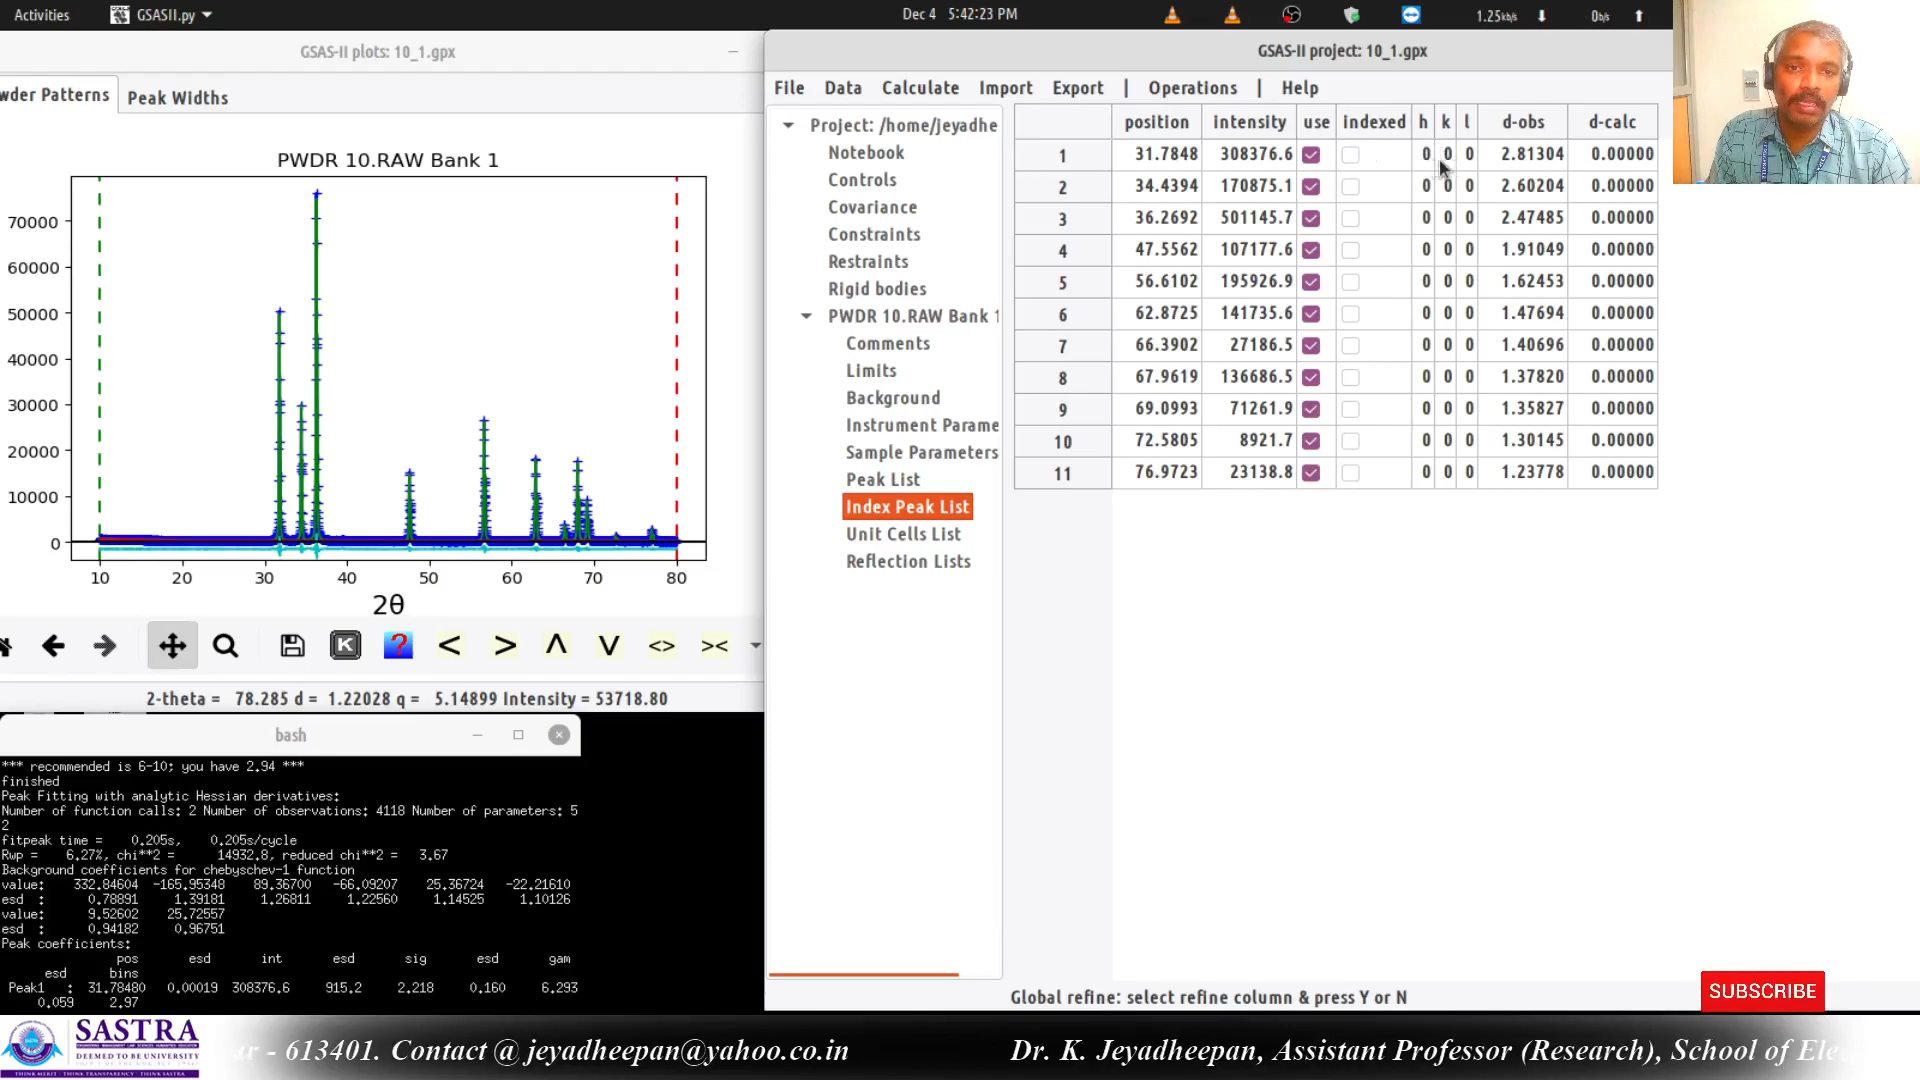 Activities
GSASII.py
Dec 4 5:42:23 PM
1.25kb/s
0b/s
GSAS-II plots: 10_1.gpx
wder Patterns
Peak Widths
PWDR 10.RAW Bank 1
70000
60000
50000
40000
30000
20000
10000
0
10 20 30 40 50 60 70 80
2θ
K
?
< > Λ V <> ><
2-theta = 78.285 d = 1.22028 q = 5.14899 Intensity = 53718.80
bash
*** recommended is 6-10; you have 2.94 ***
finished
Peak Fitting with analytic Hessian derivatives:
Number of function calls: 2 Number of observations: 4118 Number of parameters: 5
2
fitpeak time = 0.205s, 0.205s/cycle
Rwp = 6.27%, chi**2 = 14932.8, reduced chi**2 = 3.67
Background coefficients for chebyschev-1 function
value: 332.84604 -165.95348 89.36700 -66.09207 25.36724 -22.21610
esd : 0.78891 1.39181 1.26811 1.22560 1.14525 1.10126
value: 9.52602 25.72557
esd : 0.94182 0.96751
Peak coefficients:
pos esd int esd sig esd gam
esd bins
Peak1 : 31.78480 0.00019 308376.6 915.2 2.218 0.160 6.293
0.059 2.97
GSAS-II project: 10_1.gpx
File Data Calculate Import Export | Operations | Help
Project: /home/jeyadhe
Notebook
Controls
Covariance
Constraints
Restraints
Rigid bodies
PWDR 10.RAW Bank 1
Comments
Limits
Background
Instrument Parame
Sample Parameters
Peak List
Index Peak List
Unit Cells List
Reflection Lists
position intensity use indexed h k l d-obs d-calc
1 31.7848 308376.6 0 0 0 2.81304 0.00000
2 34.4394 170875.1 0 0 0 2.60204 0.00000
3 36.2692 501145.7 0 0 0 2.47485 0.00000
4 47.5562 107177.6 0 0 0 1.91049 0.00000
5 56.6102 195926.9 0 0 0 1.62453 0.00000
6 62.8725 141735.6 0 0 0 1.47694 0.00000
7 66.3902 27186.5 0 0 0 1.40696 0.00000
8 67.9619 136686.5 0 0 0 1.37820 0.00000
9 69.0993 71261.9 0 0 0 1.35827 0.00000
10 72.5805 8921.7 0 0 0 1.30145 0.00000
11 76.9723 23138.8 0 0 0 1.23778 0.00000
Global refine: select refine column & press Y or N
SUBSCRIBE
SASTRA
DEEMED TO BE UNIVERSITY
THINK MERIT · THINK TRANSPARENCY · THINK SASTRA
ar - 613401. Contact @ jeyadheepan@yahoo.co.in
Dr. K. Jeyadheepan, Assistant Professor (Research), School of Ele